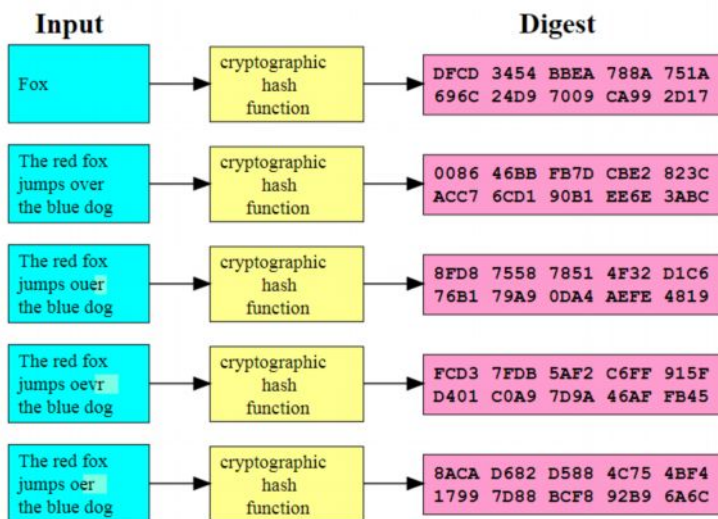 Input
Digest
Fox
cryptographic
hash
function
DFCD 3454 BBEA 788A 751A
696C 24D9 7009 CA99 2D17
The red fox
jumps over
the blue dog
cryptographic
hash
function
0086 46BB FB7D CBE2 823C
ACC7 6CD1 90B1 EE6E 3ABC
The red fox
jumps ouer
the blue dog
cryptographic
hash
function
8FD8 7558 7851 4F32 D1C6
76B1 79A9 0DA4 AEFE 4819
The red fox
jumps oevr
the blue dog
cryptographic
hash
function
FCD3 7FDB 5AF2 C6FF 915F
D401 C0A9 7D9A 46AF FB45
The red fox
jumps oer
the blue dog
cryptographic
hash
function
8ACA D682 D588 4C75 4BF4
1799 7D88 BCF8 92B9 6A6C